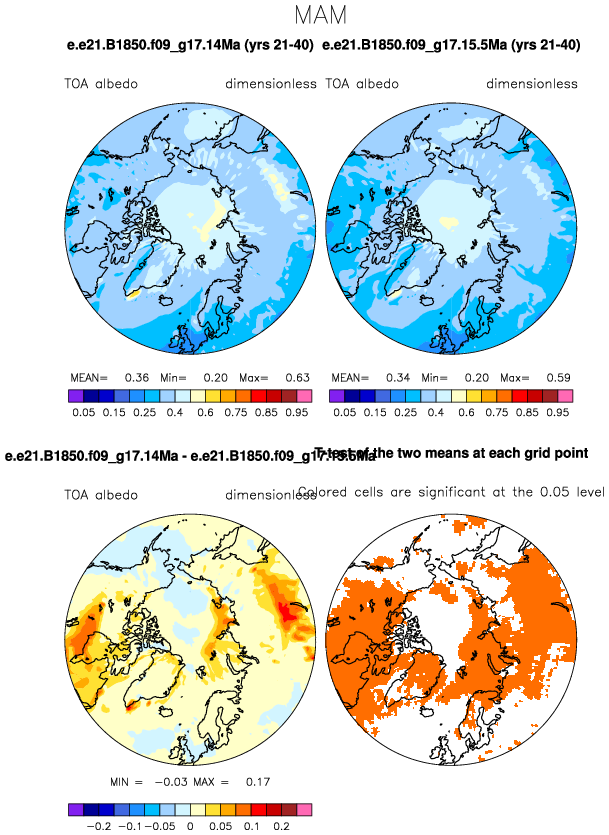 MAM
e.e21.B1850.f09_g17.14Ma (yrs 21-40) e.e21.B1850.f09_g17.15.5Ma (yrs 21-40)
TOA albedo dimensionless TOA albedo dimensionless
MEAN= 0.36 Min= 0.20 Max= 0.63 MEAN= 0.34 Min= 0.20 Max= 0.59
0.05 0.15 0.25 0.4 0.6 0.75 0.85 0.95 0.05 0.15 0.25 0.4 0.6 0.75 0.85 0.95
e.e21.B1850.f09_g17.14Ma - e.e21.B1850.f09_g17.15.5Ma T-test of the two means at each grid point
TOA albedo dimensionless Colored cells are significant at the 0.05 level
MIN = -0.03 MAX = 0.17
-0.2 -0.1 -0.05 0 0.05 0.1 0.2